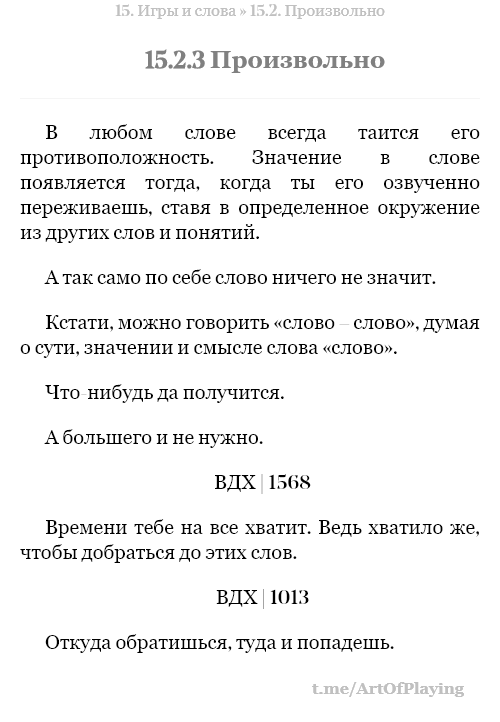 15. Игры и слова » 15.2. Произвольно
15.2.3 Произвольно
В любом слове всегда таится его
противоположность. Значение в слове
появляется тогда, когда ты его озвученно
переживаешь, ставя в определенное окружение
из других слов и понятий.
А так само по себе слово ничего не значит.
Кстати, можно говорить «слово – слово», думая
о сути, значении и смысле слова «слово».
Что-нибудь да получится.
А большего и не нужно.
ВДХ | 1568
Времени тебе на все хватит. Ведь хватило же,
чтобы добраться до этих слов.
ВДХ | 1013
Откуда обратишься, туда и попадешь.
t.me/ArtOfPlaying